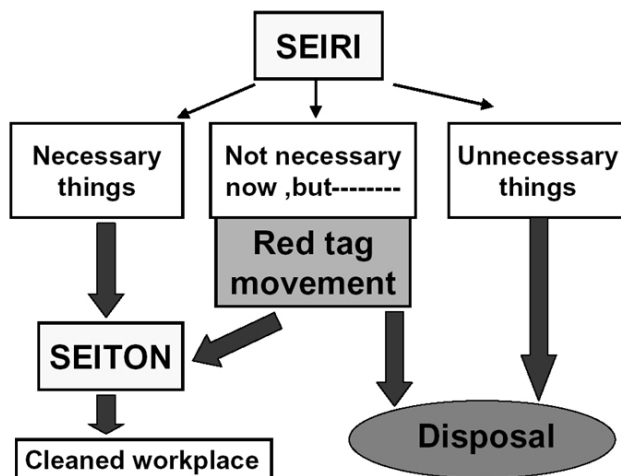 SEIRI
Necessary
things
Not necessary
now ,but--------
Unnecessary
things
Red tag
movement
SEITON
Disposal
Cleaned workplace